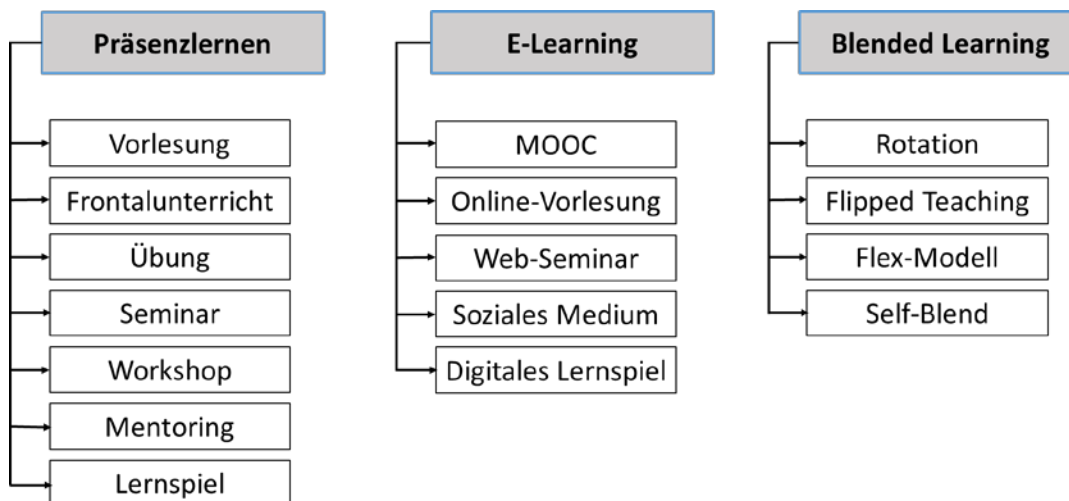 Präsenzlernen
Vorlesung
Frontalunterricht
Übung
Seminar
Workshop
Mentoring
Lernspiel
E-Learning
MOOC
Online-Vorlesung
Web-Seminar
Soziales Medium
Digitales Lernspiel
Blended Learning
Rotation
Flipped Teaching
Flex-Modell
Self-Blend